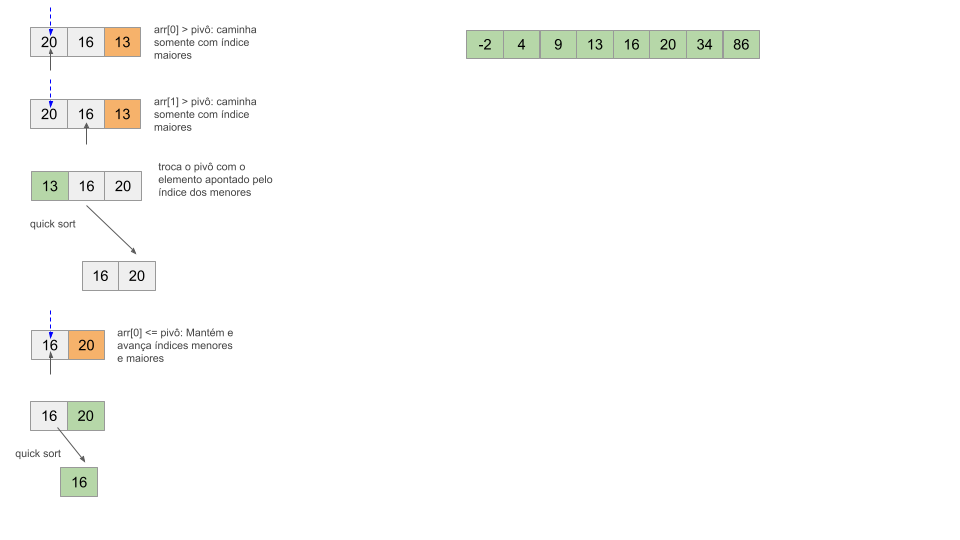 20 16 13
arr[0] > pivô: caminha
somente com índice
maiores
20 16 13
arr[1] > pivô: caminha
somente com índice
maiores
13 16 20
troca o pivô com o
elemento apontado pelo
índice dos menores
quick sort
16 20
16 20
arr[0] <= pivô: Mantém e
avança índices menores
e maiores
16 20
quick sort
16
-2 4 9 13 16 20 34 86